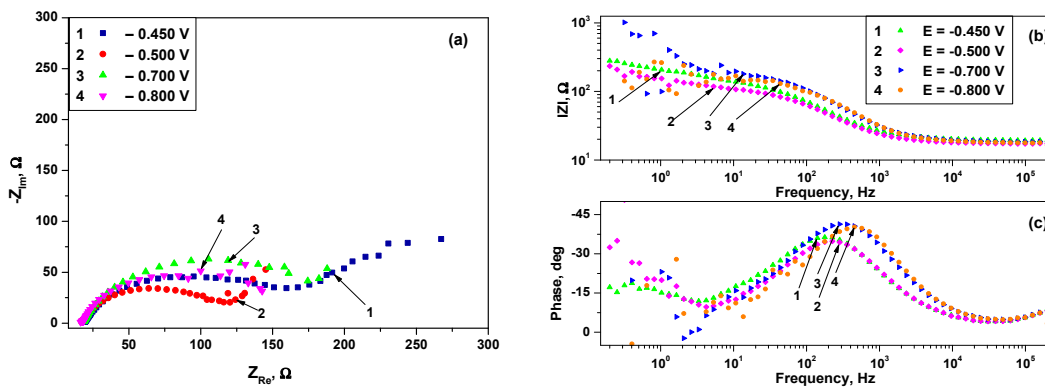 300
250
200
150
100
50
0
-Z_Im, Ω
50 100 150 200 250 300
Z_Re, Ω
1 – 0.450 V
2 – 0.500 V
3 – 0.700 V
4 – 0.800 V
(a)
4 3
2 1
10³
10²
10¹
IZI, Ω
10⁰ 10¹ 10² 10³ 10⁴ 10⁵
Frequency, Hz
(b)
1 E = -0.450 V
2 E = -0.500 V
3 E = -0.700 V
4 E = -0.800 V
1
2 3 4
-45
-30
-15
0
Phase, deg
10⁰ 10¹ 10² 10³ 10⁴ 10⁵
Frequency, Hz
(c)
1 3 4
2